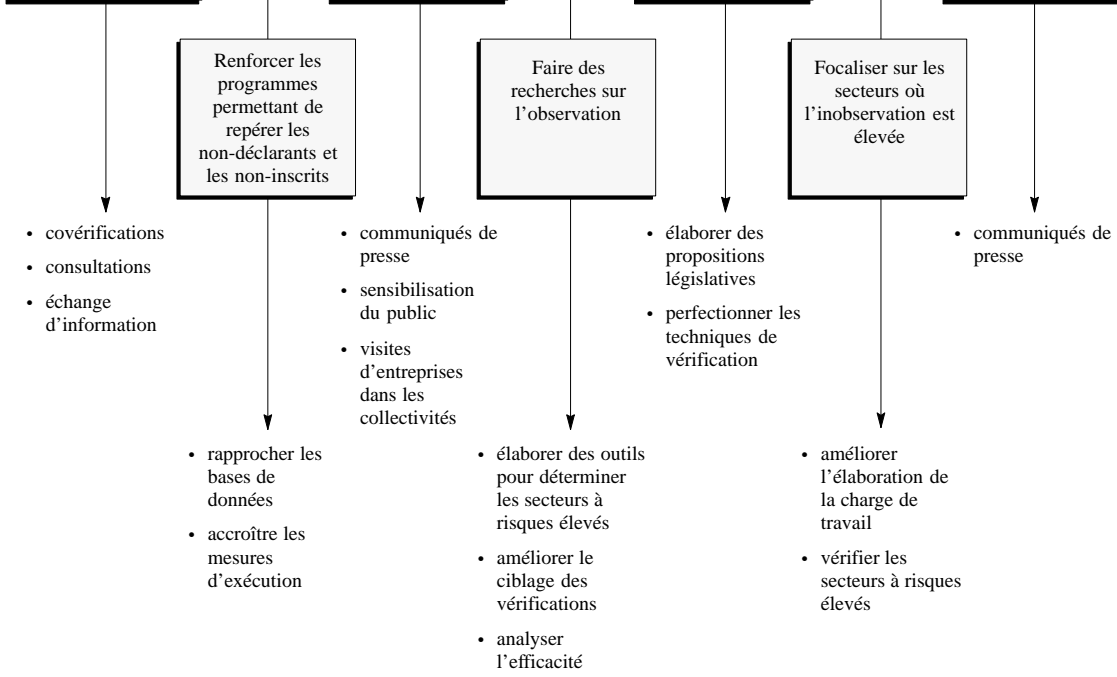 Renforcer les
programmes
permettant de
repérer les
non-déclarants et
les non-inscrits
Faire des
recherches sur
l'observation
Focaliser sur les
secteurs où
l'inobservation est
élevée
• covérifications
• consultations
• échange
d'information
• communiqués de
presse
• sensibilisation
du public
• visites
d'entreprises
dans les
collectivités
• élaborer des
propositions
législatives
• perfectionner les
techniques de
vérification
• communiqués de
presse
• rapprocher les
bases de
données
• accroître les
mesures
d'exécution
• élaborer des outils
pour déterminer
les secteurs à
risques élevés
• améliorer le
ciblage des
vérifications
• analyser
l'efficacité
• améliorer
l'élaboration de
la charge de
travail
• vérifier les
secteurs à risques
élevés